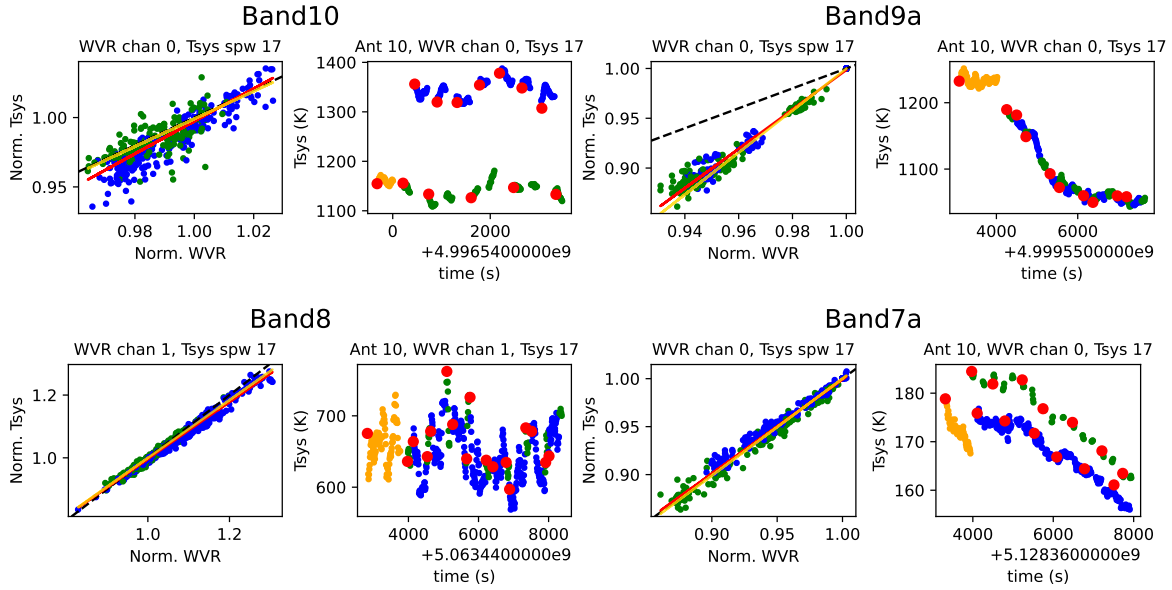 Band10
WVR chan 0, Tsys spw 17
Norm. Tsys
1.00
0.95
0.98
1.00
1.02
Norm. WVR
Ant 10, WVR chan 0, Tsys 17
Tsys (K)
1400
1300
1200
1100
0
2000
+4.9965400000e9
time (s)
Band9a
WVR chan 0, Tsys spw 17
Norm. Tsys
1.00
0.95
0.90
0.94
0.96
0.98
1.00
Norm. WVR
Ant 10, WVR chan 0, Tsys 17
Tsys (K)
1200
1100
4000
6000
+4.9995500000e9
time (s)
Band8
WVR chan 1, Tsys spw 17
Norm. Tsys
1.2
1.0
1.0
1.2
Norm. WVR
Ant 10, WVR chan 1, Tsys 17
Tsys (K)
700
600
4000
6000
8000
+5.0634400000e9
time (s)
Band7a
WVR chan 0, Tsys spw 17
Norm. Tsys
1.00
0.95
0.90
0.90
0.95
1.00
Norm. WVR
Ant 10, WVR chan 0, Tsys 17
Tsys (K)
180
170
160
4000
6000
8000
+5.1283600000e9
time (s)